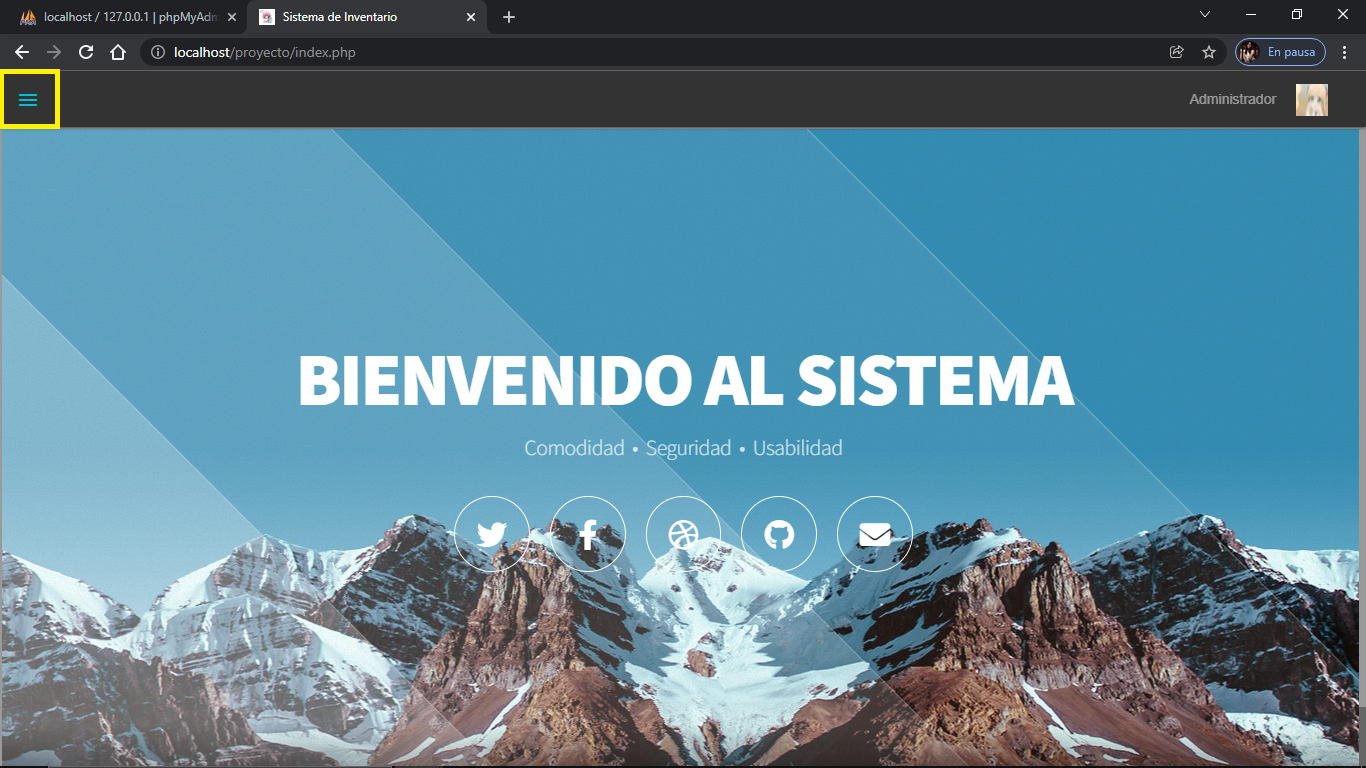 localhost / 127.0.0.1 | phpMyAdm
Sistema de Inventario
localhost/proyecto/index.php
En pausa
Administrador
BIENVENIDO AL SISTEMA
Comodidad • Seguridad • Usabilidad